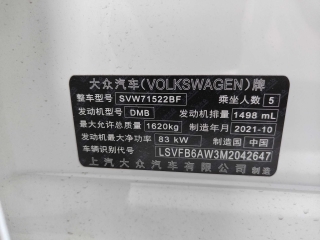 大众汽车(VOLKSWAGEN)牌
整车型号 SVW71522BF 乘坐人数 5
发动机型号 DMB 发动机排量 1498 mL
最大允许总质量 1620kg 制造年月 2021-10
发动机最大净功率 83 kW 制造国 中国
车辆识别代号 LSVFB6AW3M2042647
上汽大众汽车有限公司 制造